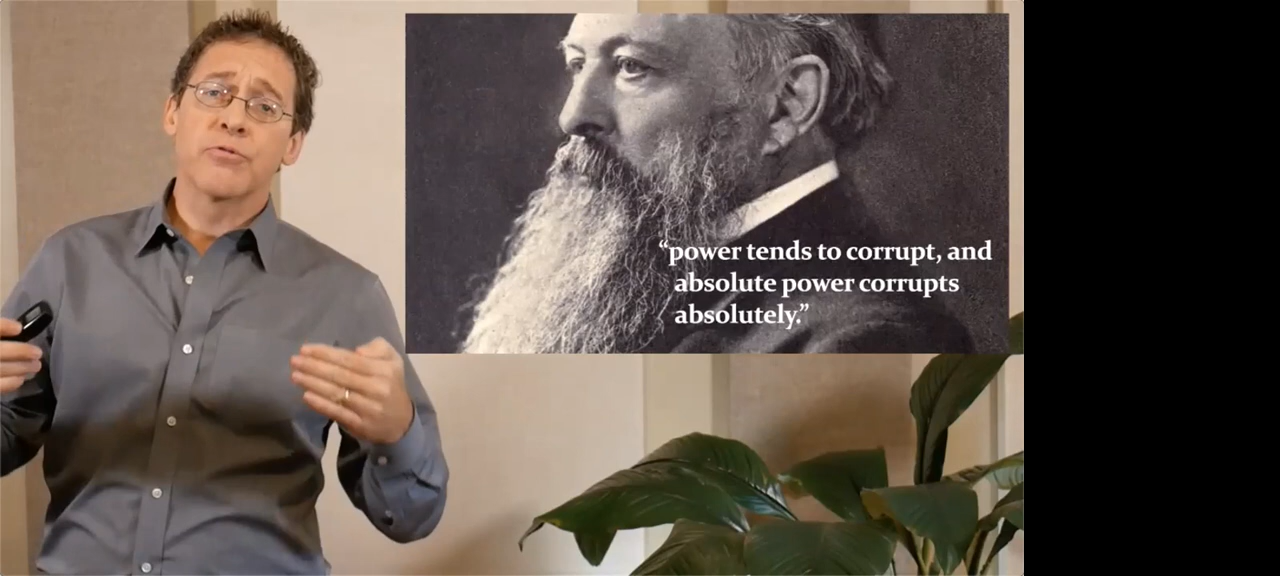 “power tends to corrupt, and
absolute power corrupts
absolutely.”